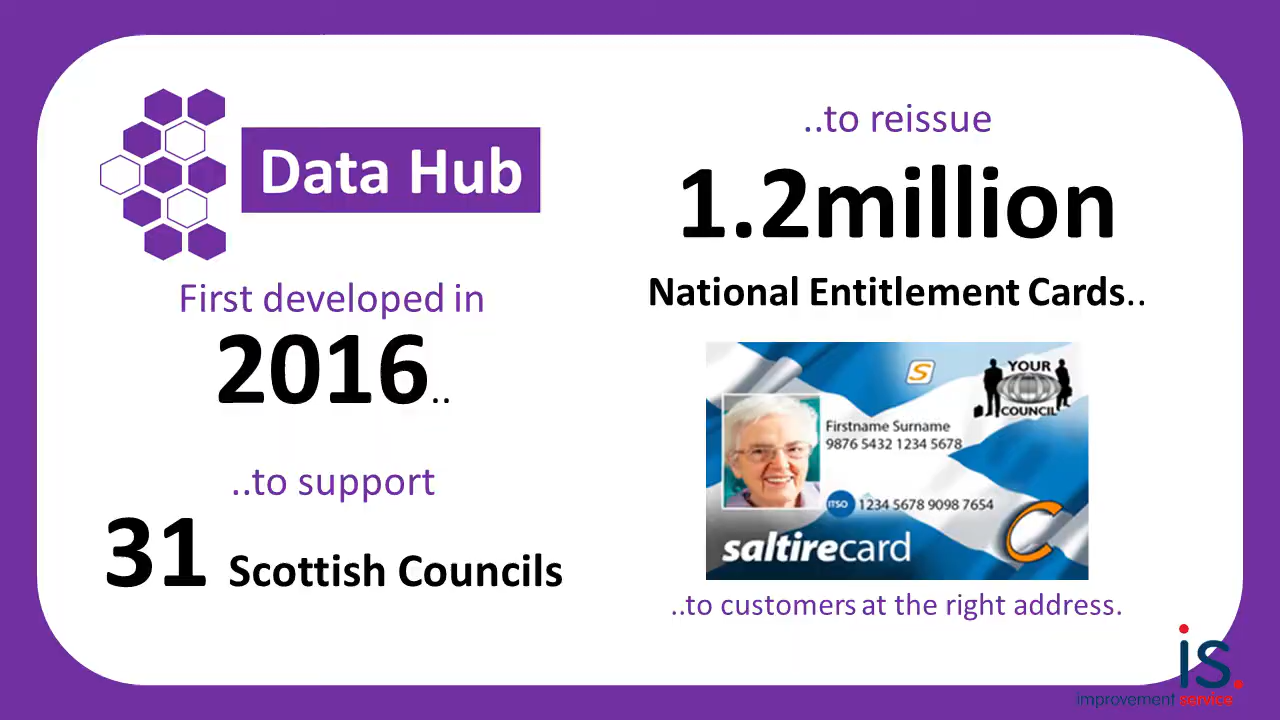 Data Hub
First developed in
2016..
..to support
31 Scottish Councils
..to reissue
1.2million
National Entitlement Cards..
S
YOUR
COUNCIL
Firstname Surname
9876 5432 1234 5678
ITSO 1234 5678 9098 7654
saltirecard
C
..to customers at the right address.
is.
improvement service